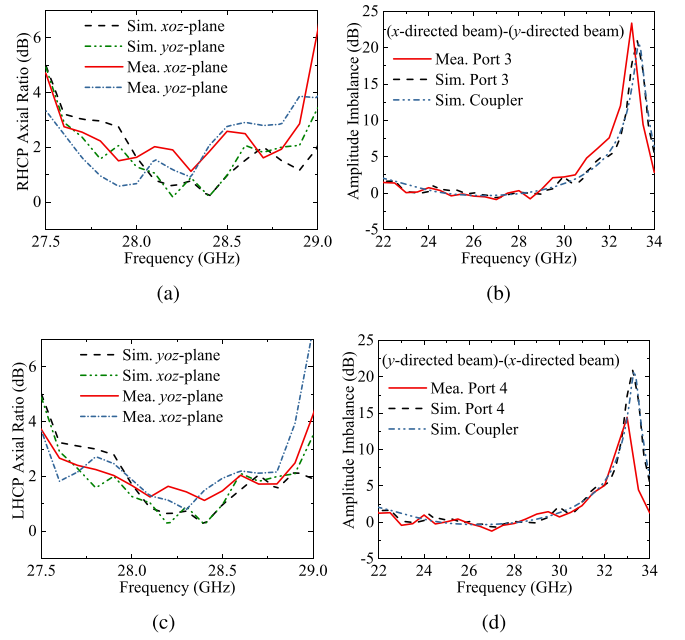 RHCP Axial Ratio (dB)
6
4
2
0
Sim. xoz-plane
Sim. yoz-plane
Mea. xoz-plane
Mea. yoz-plane
27.5 28.0 28.5 29.0
Frequency (GHz)
(a)
Amplitude Imbalance (dB)
25
20
15
10
5
0
-5
(x-directed beam)-(y-directed beam)
Mea. Port 3
Sim. Port 3
Sim. Coupler
22 24 26 28 30 32 34
Frequency (GHz)
(b)
LHCP Axial Ratio (dB)
6
4
2
0
Sim. yoz-plane
Sim. xoz-plane
Mea. yoz-plane
Mea. xoz-plane
27.5 28.0 28.5 29.0
Frequency (GHz)
(c)
Amplitude Imbalance (dB)
25
20
15
10
5
0
-5
(y-directed beam)-(x-directed beam)
Mea. Port 4
Sim. Port 4
Sim. Coupler
22 24 26 28 30 32 34
Frequency (GHz)
(d)